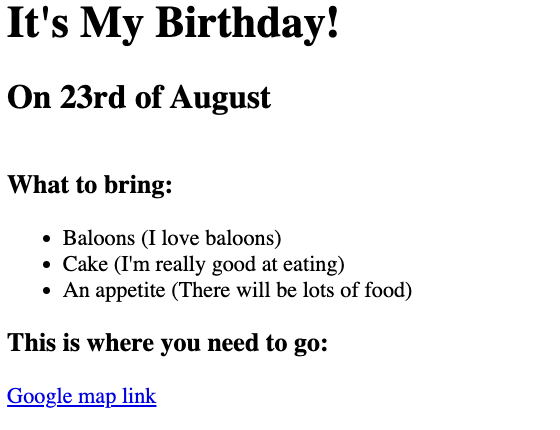 It's My Birthday!
On 23rd of August
What to bring:
• Baloons (I love baloons)
• Cake (I'm really good at eating)
• An appetite (There will be lots of food)
This is where you need to go:
Google map link